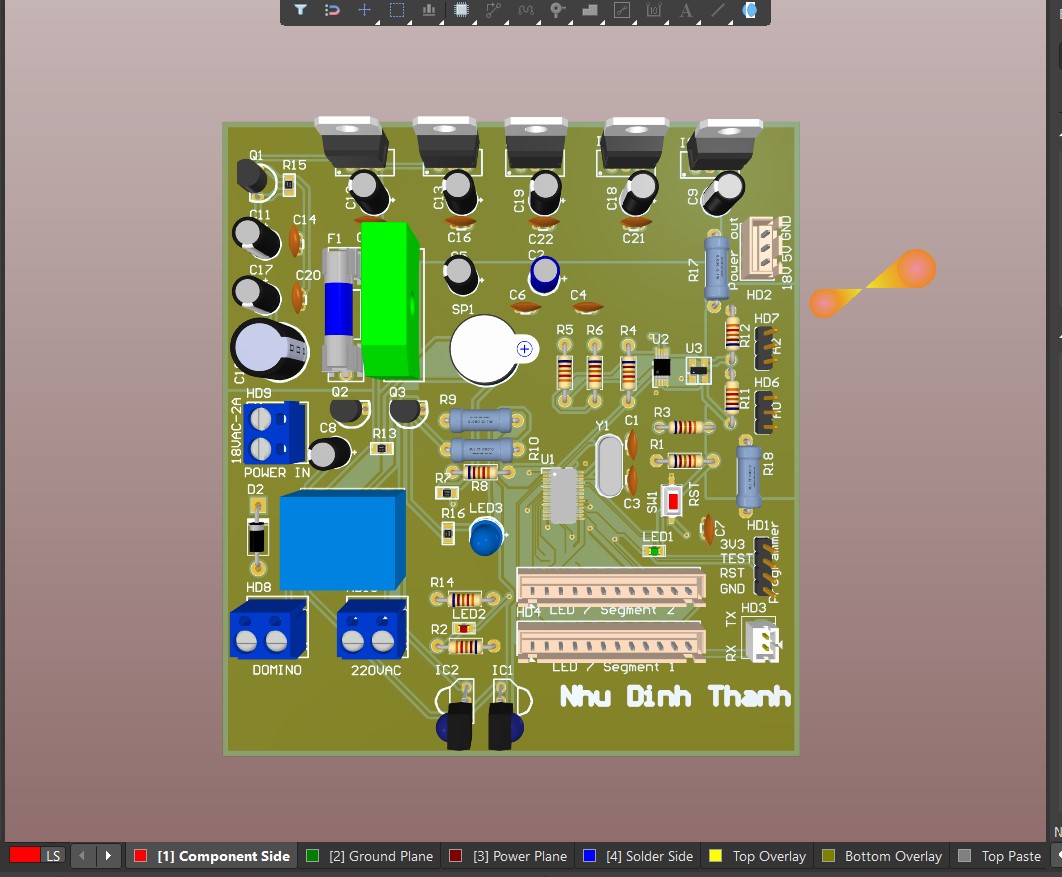 Q1
R15
C13
C19
C18
C9
C11
C14
C16
C22
C21
Power out
18V 5V GND
F1
R17
C17
C20
C6
C4
HD2
SP1
R5
R6
R4
U2
U3
R12
HD7
HD9
Q2
Q3
R9
R11
HD6
18VAC-2A
C8
R13
R3
Y1
C1
R10
R1
R18
POWER IN
U1
R7
R8
SW1
RST
C3
D2
R16
LED3
LED1
C7
HD1
Programmer
3V3
TEST
RST
GND
HD8
R14
LED2
HD4
LED 7 Segment 2
HD3
TX
R2
RX
DOMINO
220VAC
IC2
IC1
LED 7 Segment 1
Nhu Dinh Thanh
LS
[1] Component Side
[2] Ground Plane
[3] Power Plane
[4] Solder Side
Top Overlay
Bottom Overlay
Top Paste